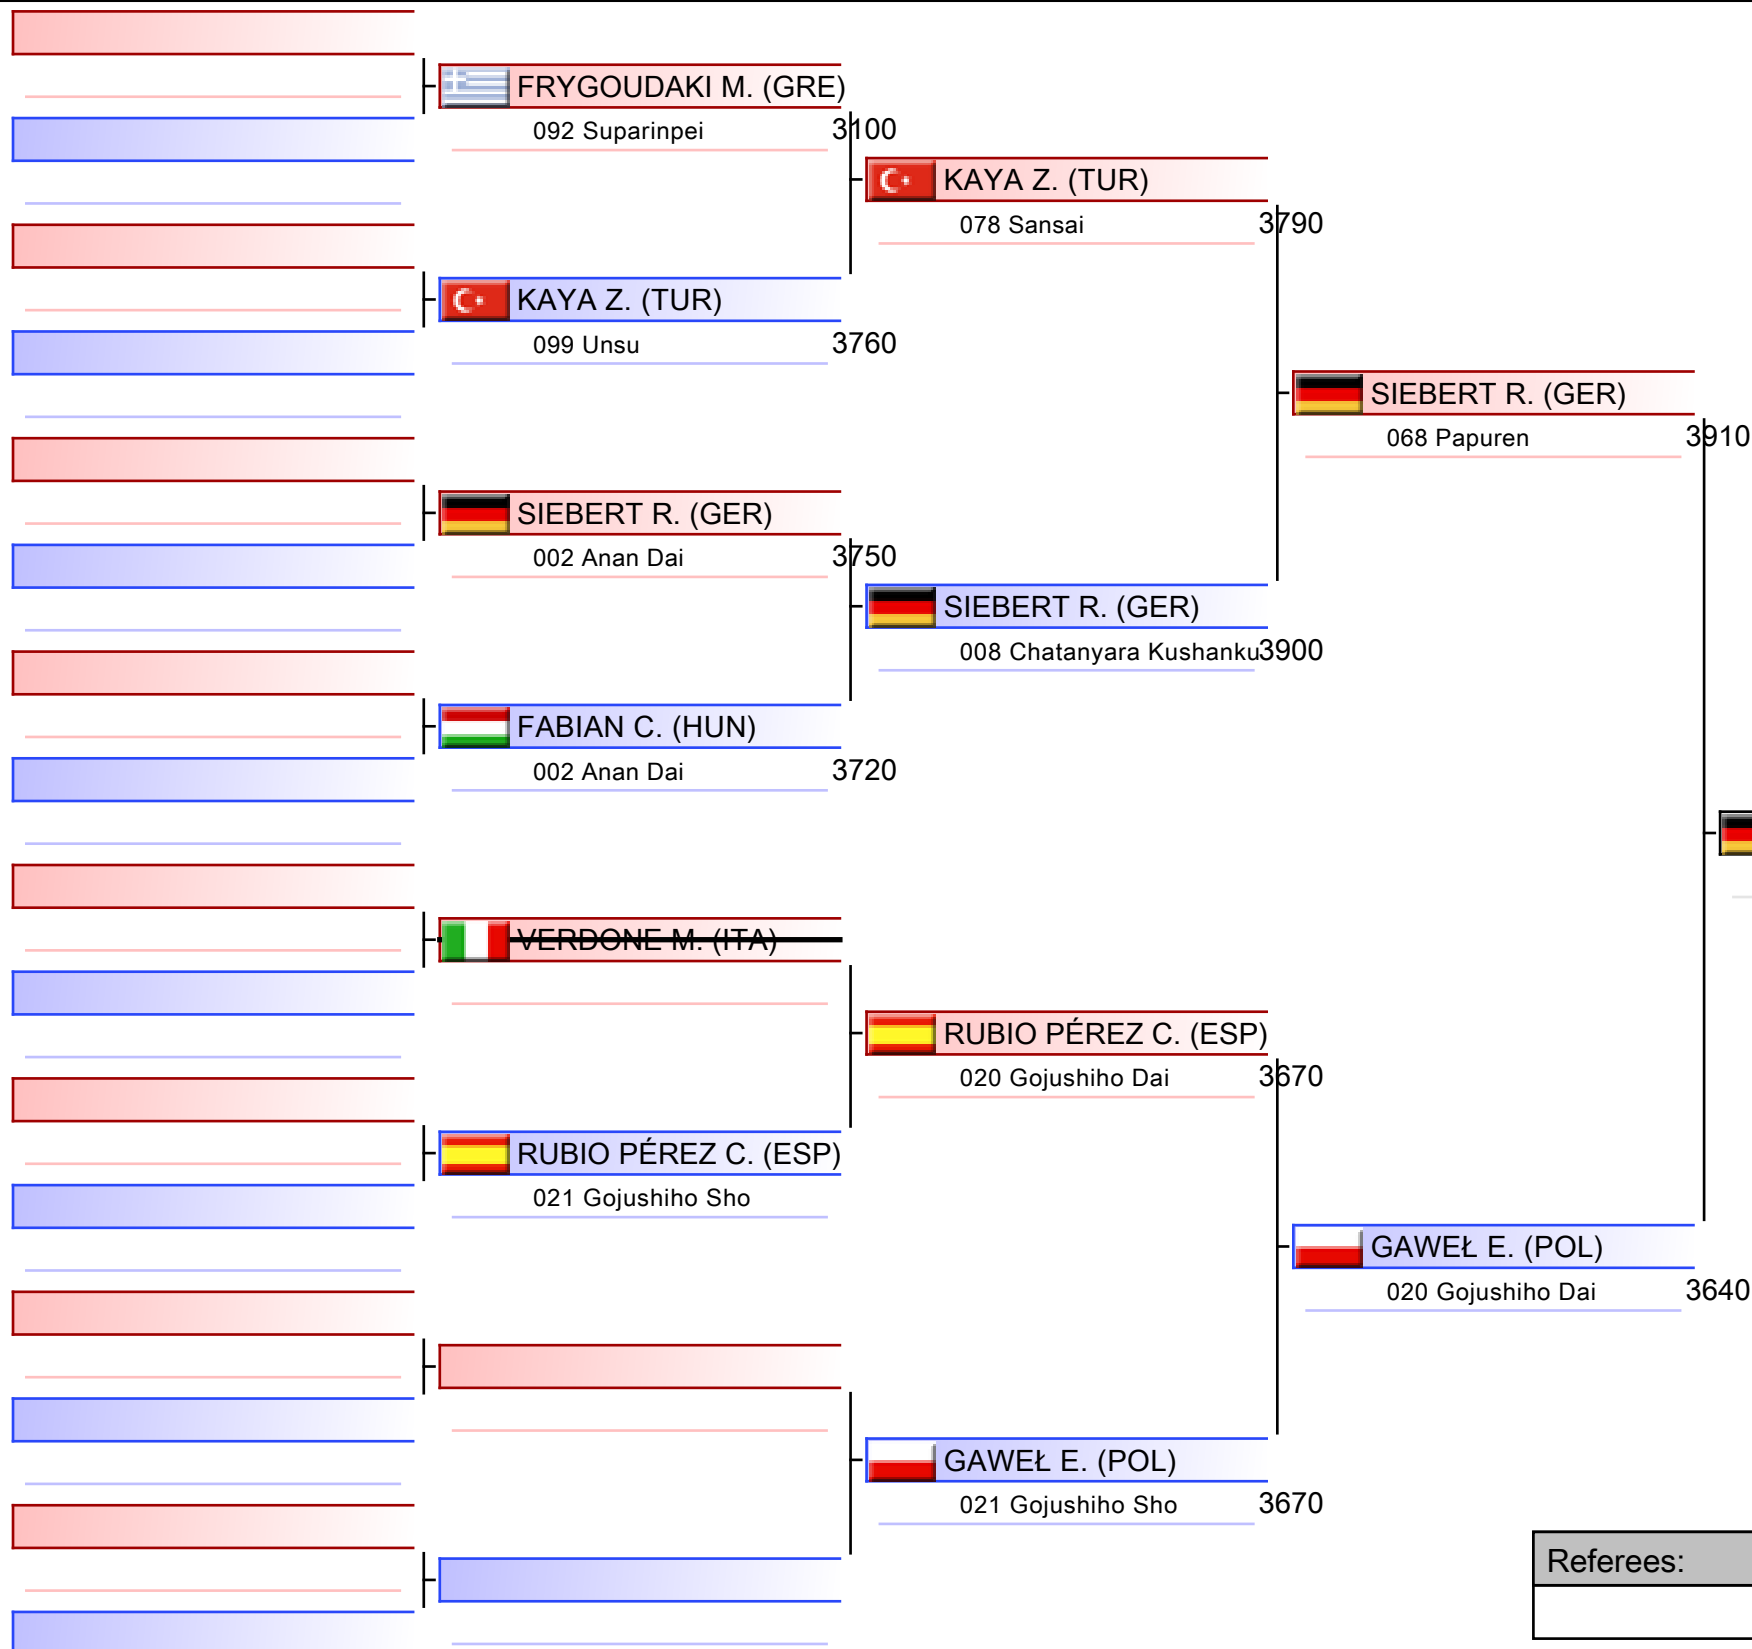 FRYGOUDAKI M. (GRE)
092 Suparinpei 3100
KAYA Z. (TUR)
078 Sansai 3790
KAYA Z. (TUR)
099 Unsu 3760
SIEBERT R. (GER)
068 Papuren 3910
SIEBERT R. (GER)
002 Anan Dai 3750
SIEBERT R. (GER)
008 Chatanyara Kushanku 3900
FABIAN C. (HUN)
002 Anan Dai 3720
VERDONE M. (ITA)
RUBIO PÉREZ C. (ESP)
020 Gojushiho Dai 3670
RUBIO PÉREZ C. (ESP)
021 Gojushiho Sho
GAWEŁ E. (POL)
020 Gojushiho Dai 3640
GAWEŁ E. (POL)
021 Gojushiho Sho 3670
Referees: